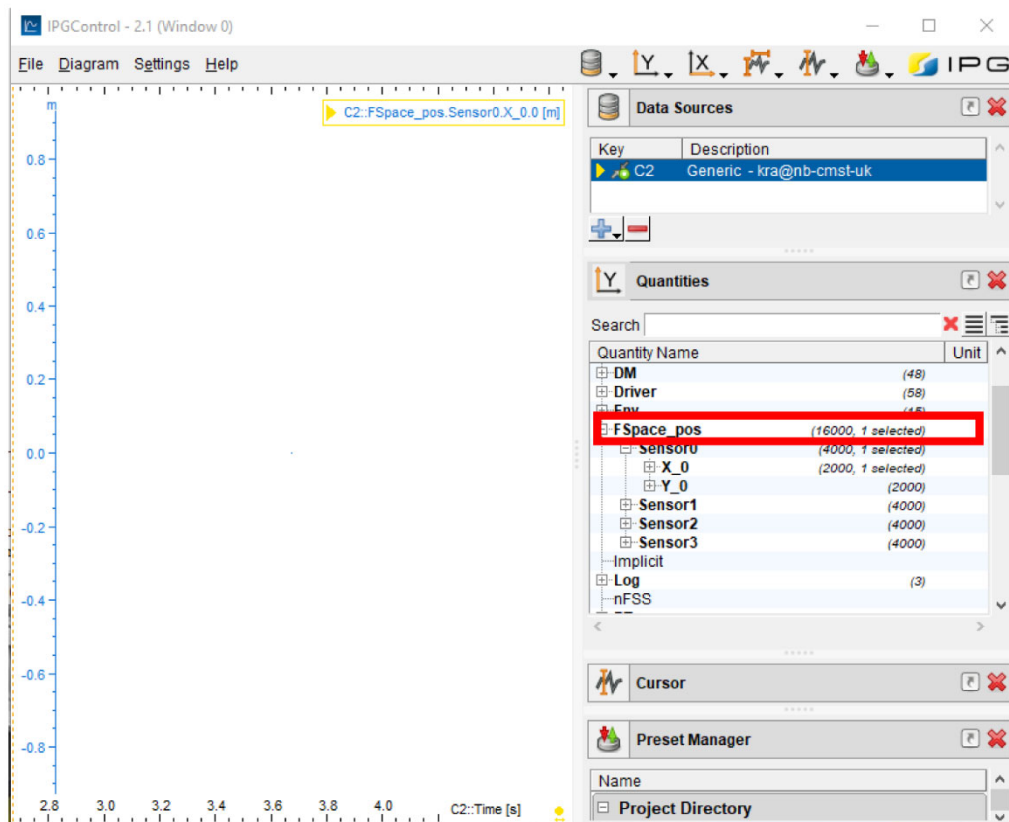 IPGControl - 2.1 (Window 0)
File Diagram Settings Help
IPG
m
C2::FSpace_pos.Sensor0.X_0.0 [m]
0.8
0.6
0.4
0.2
0.0
-0.2
-0.4
-0.6
-0.8
2.8 3.0 3.2 3.4 3.6 3.8 4.0 C2::Time [s]
Data Sources
Key Description
C2 Generic - kra@nb-cmst-uk
Y Quantities
Search
Quantity Name Unit
DM (48)
Driver (58)
Env (15)
FSpace_pos (16000, 1 selected)
Sensor0 (4000, 1 selected)
X_0 (2000, 1 selected)
Y_0 (2000)
Sensor1 (4000)
Sensor2 (4000)
Sensor3 (4000)
Implicit
Log (3)
nFSS
Cursor
Preset Manager
Name
Project Directory